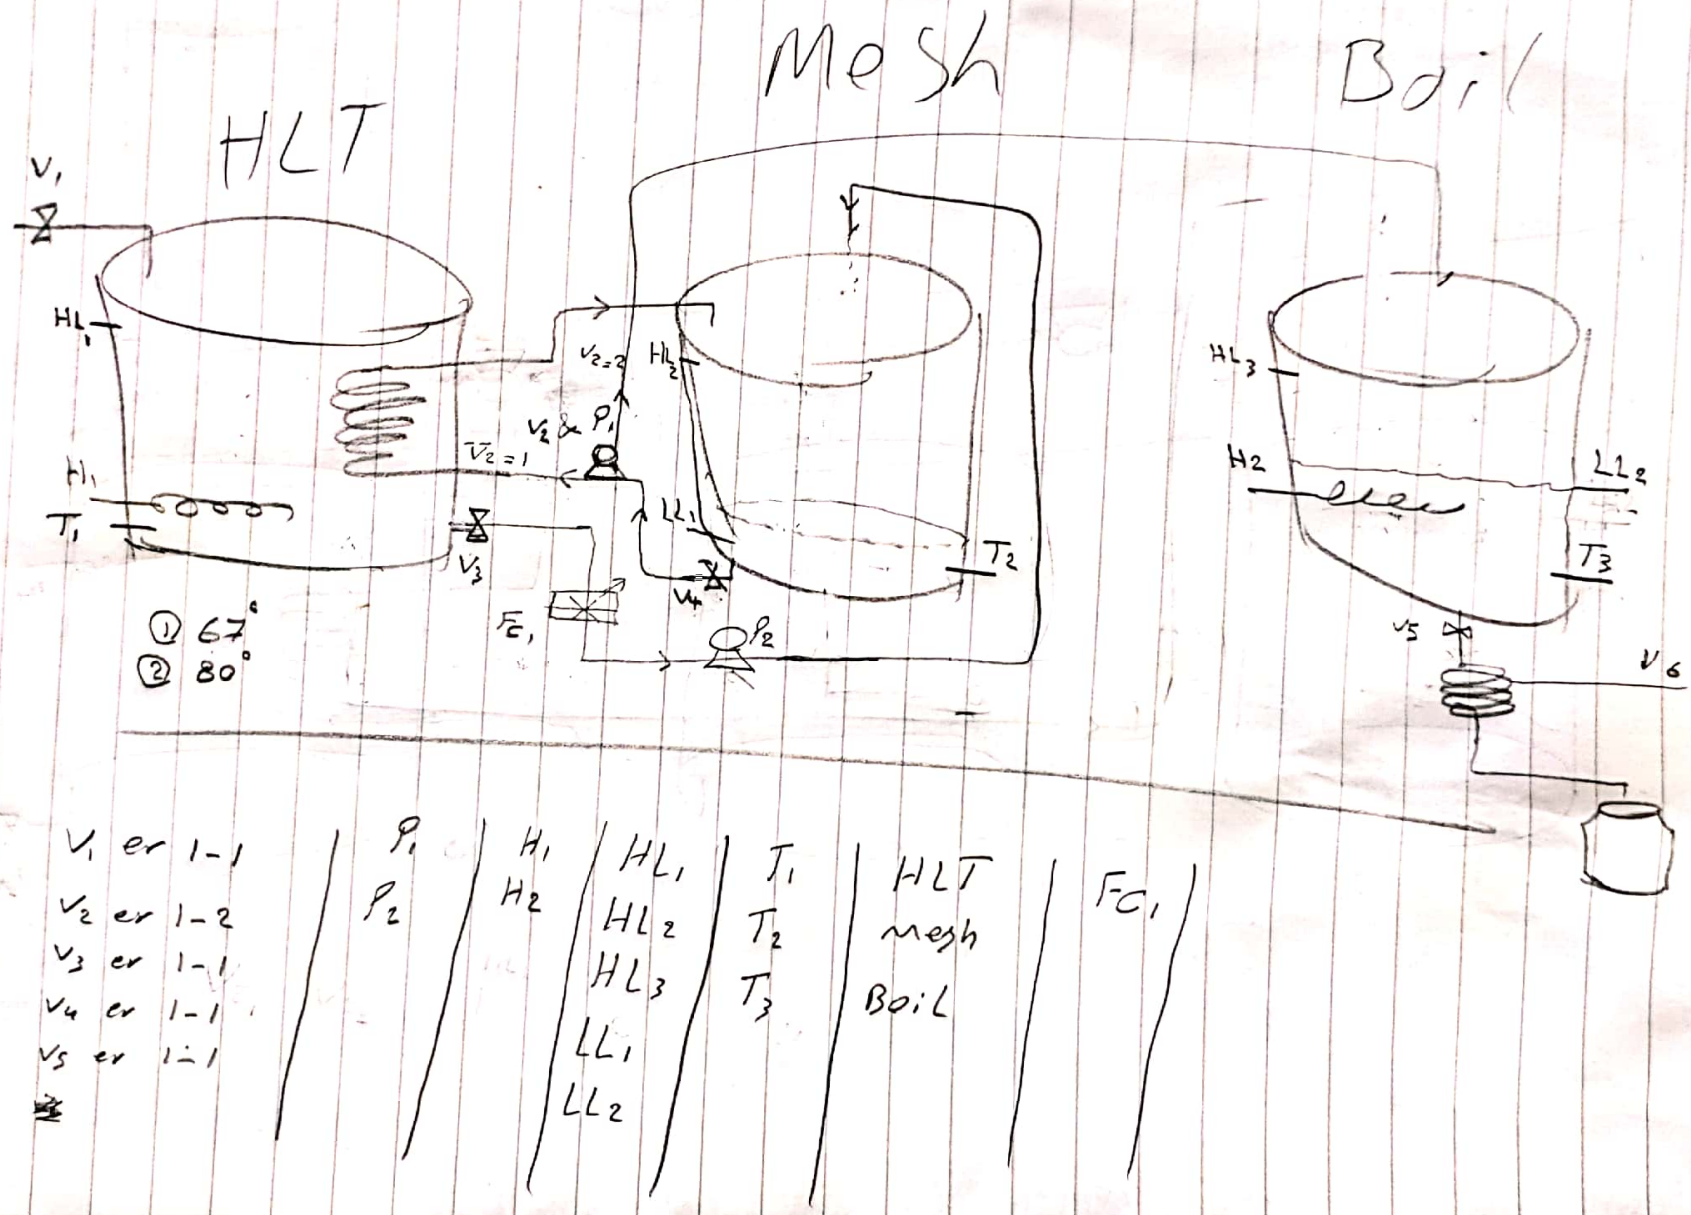 HLT
Mesh
Boil
V1
HL1
H1
T1
V2=2
V2 & P1
V̅2=1
V3
HL2
LL1
V4
T2
FC1
P2
HL3
H2
LL2
T3
V5
V6
① 67°
② 80°
V1 er 1-1
V2 er 1-2
V3 er 1-1
V4 er 1-1
V5 er 1-1
P1
P2
H1
H2
HL1
HL2
HL3
LL1
LL2
T1
T2
T3
HLT
Mesh
Boil
FC1